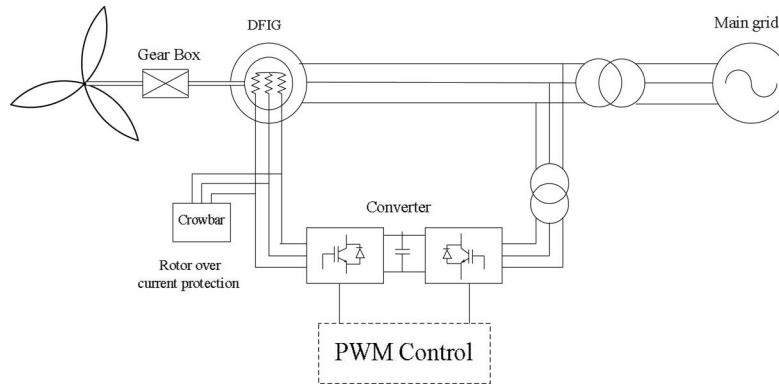 DFIG
Main grid
Gear Box
Crowbar
Converter
Rotor over
current protection
PWM Control